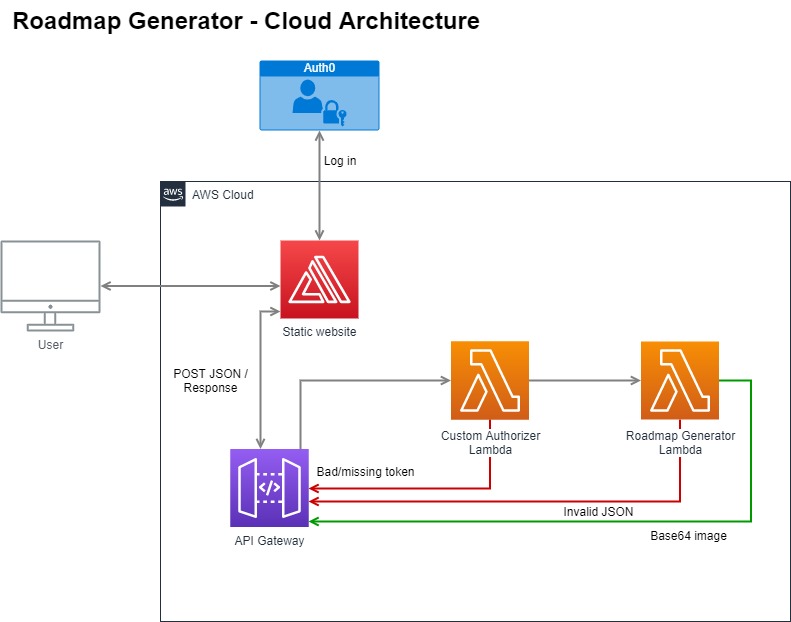 Roadmap Generator - Cloud Architecture
Auth0
Log in
aws
AWS Cloud
User
Static website
POST JSON /
Response
Custom Authorizer
Lambda
Roadmap Generator
Lambda
Bad/missing token
</>
Invalid JSON
Base64 image
API Gateway